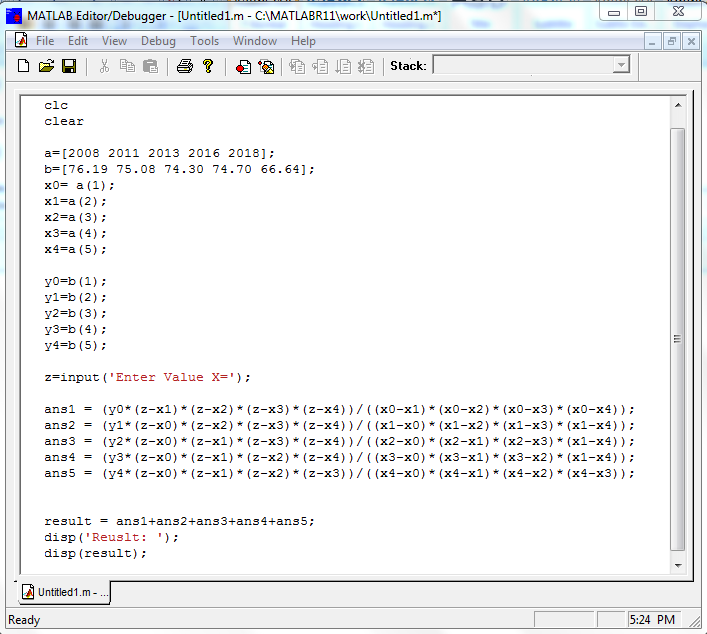 MATLAB Editor/Debugger - [Untitled1.m - C:\MATLABR11\work\Untitled1.m*]
File Edit View Debug Tools Window Help
Stack:
clc
clear
a=[2008 2011 2013 2016 2018];
b=[76.19 75.08 74.30 74.70 66.64];
x0= a(1);
x1=a(2);
x2=a(3);
x3=a(4);
x4=a(5);
y0=b(1);
y1=b(2);
y2=b(3);
y3=b(4);
y4=b(5);
z=input('Enter Value X=');
ans1 = (y0*(z-x1)*(z-x2)*(z-x3)*(z-x4))/((x0-x1)*(x0-x2)*(x0-x3)*(x0-x4));
ans2 = (y1*(z-x0)*(z-x2)*(z-x3)*(z-x4))/((x1-x0)*(x1-x2)*(x1-x3)*(x1-x4));
ans3 = (y2*(z-x0)*(z-x1)*(z-x3)*(z-x4))/((x2-x0)*(x2-x1)*(x2-x3)*(x1-x4));
ans4 = (y3*(z-x0)*(z-x1)*(z-x2)*(z-x4))/((x3-x0)*(x3-x1)*(x3-x2)*(x1-x4));
ans5 = (y4*(z-x0)*(z-x1)*(z-x2)*(z-x3))/((x4-x0)*(x4-x1)*(x4-x2)*(x4-x3));
result = ans1+ans2+ans3+ans4+ans5;
disp('Reuslt: ');
disp(result);
Untitled1.m - ...
Ready
5:24 PM